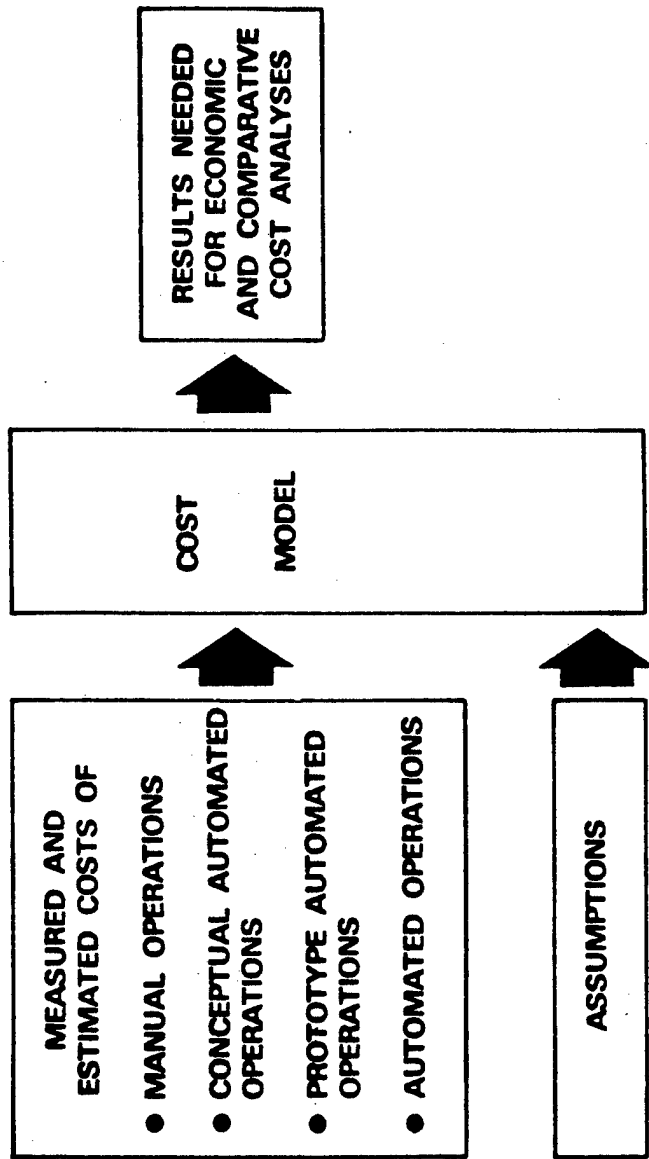 MEASURED AND
ESTIMATED COSTS OF
● MANUAL OPERATIONS
● CONCEPTUAL AUTOMATED
OPERATIONS
● PROTOTYPE AUTOMATED
OPERATIONS
● AUTOMATED OPERATIONS
ASSUMPTIONS
COST
MODEL
RESULTS NEEDED
FOR ECONOMIC
AND COMPARATIVE
COST ANALYSES